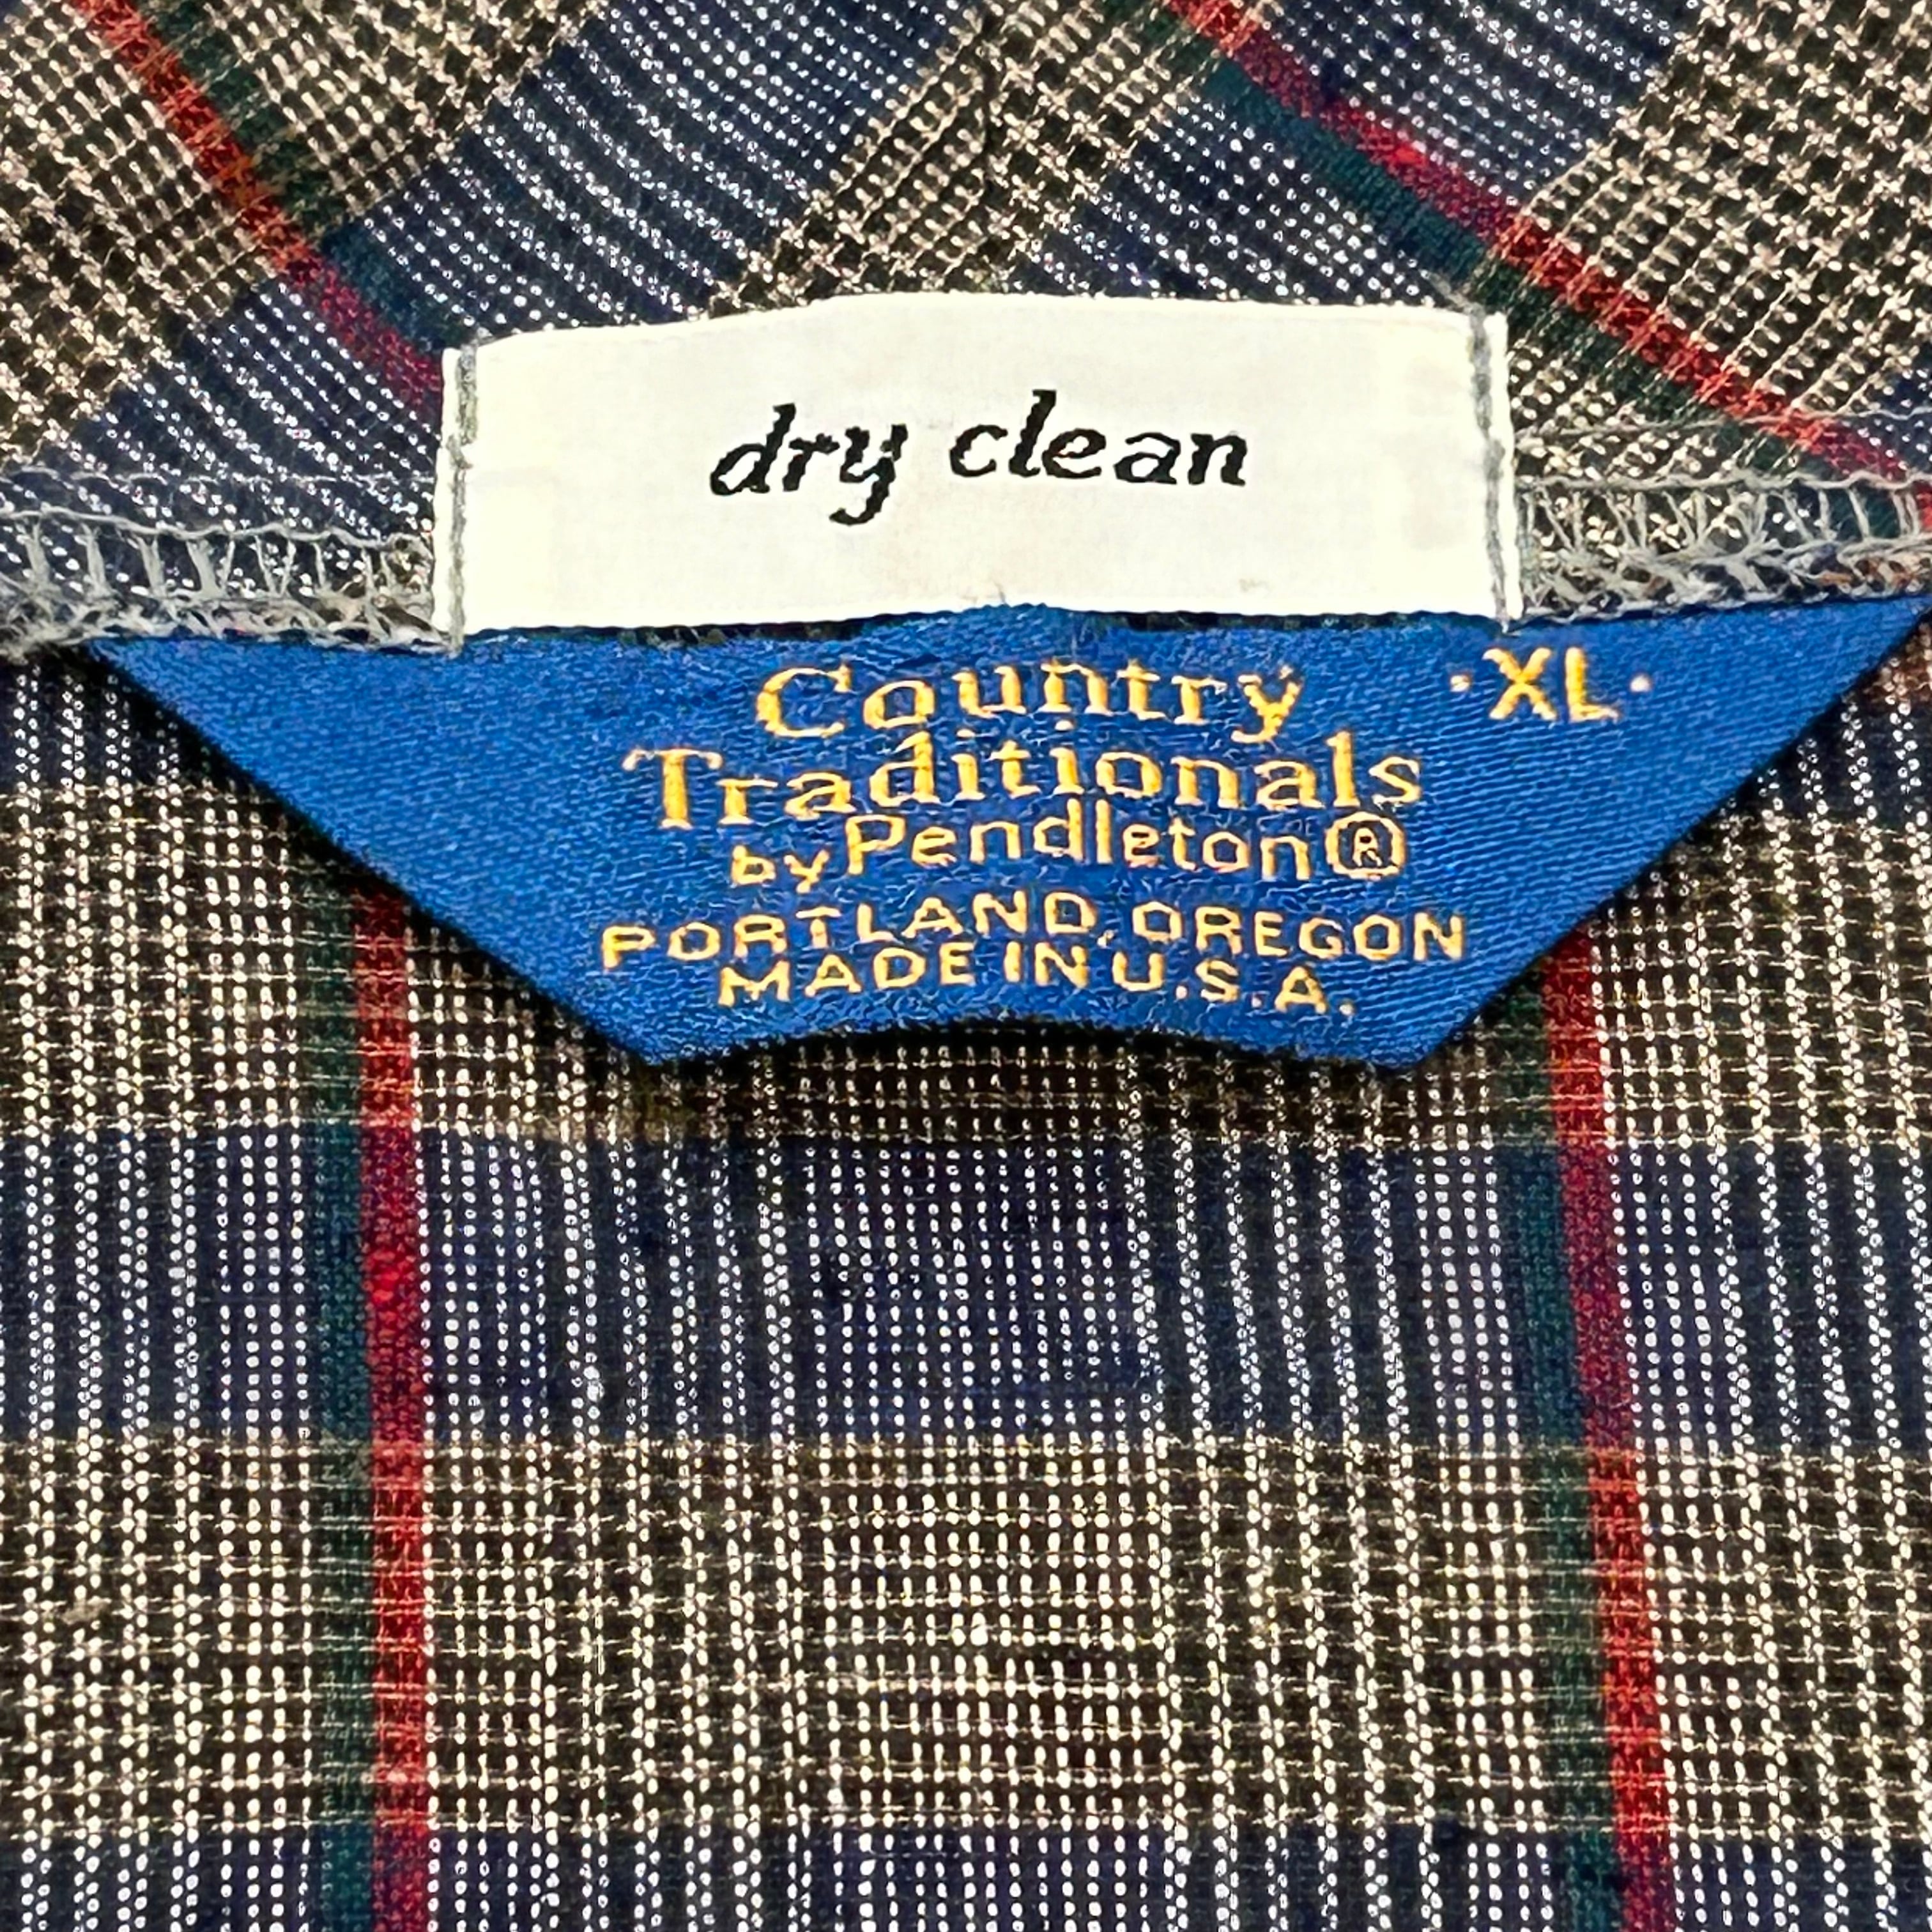 dry clean
Country
·XL·
Traditionals
by Pendleton®
PORTLAND, OREGON
MADE IN U.S.A.